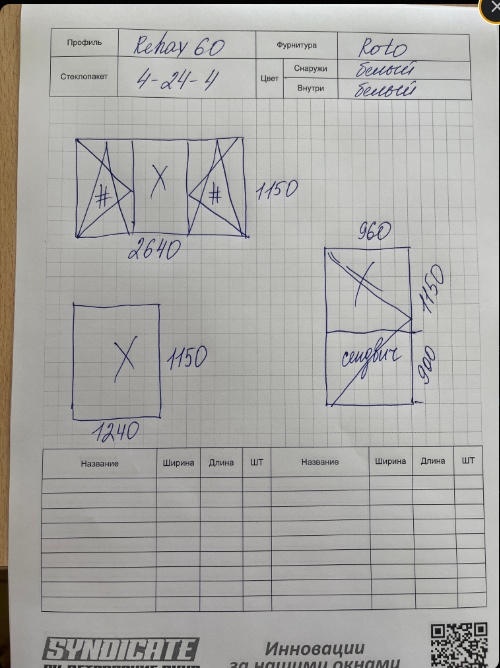 Профиль Rehax 60 Фурнитура Roto
Стеклопакет 4-24-4 Цвет Снаружи белый
Внутри белый
# X #
1150
2640
960
X
1150
сендвич
900
X
1150
1240
Название Ширина Длина ШТ Название Ширина Длина ШТ
SYNDICATE
Инновации
за нашими окнами